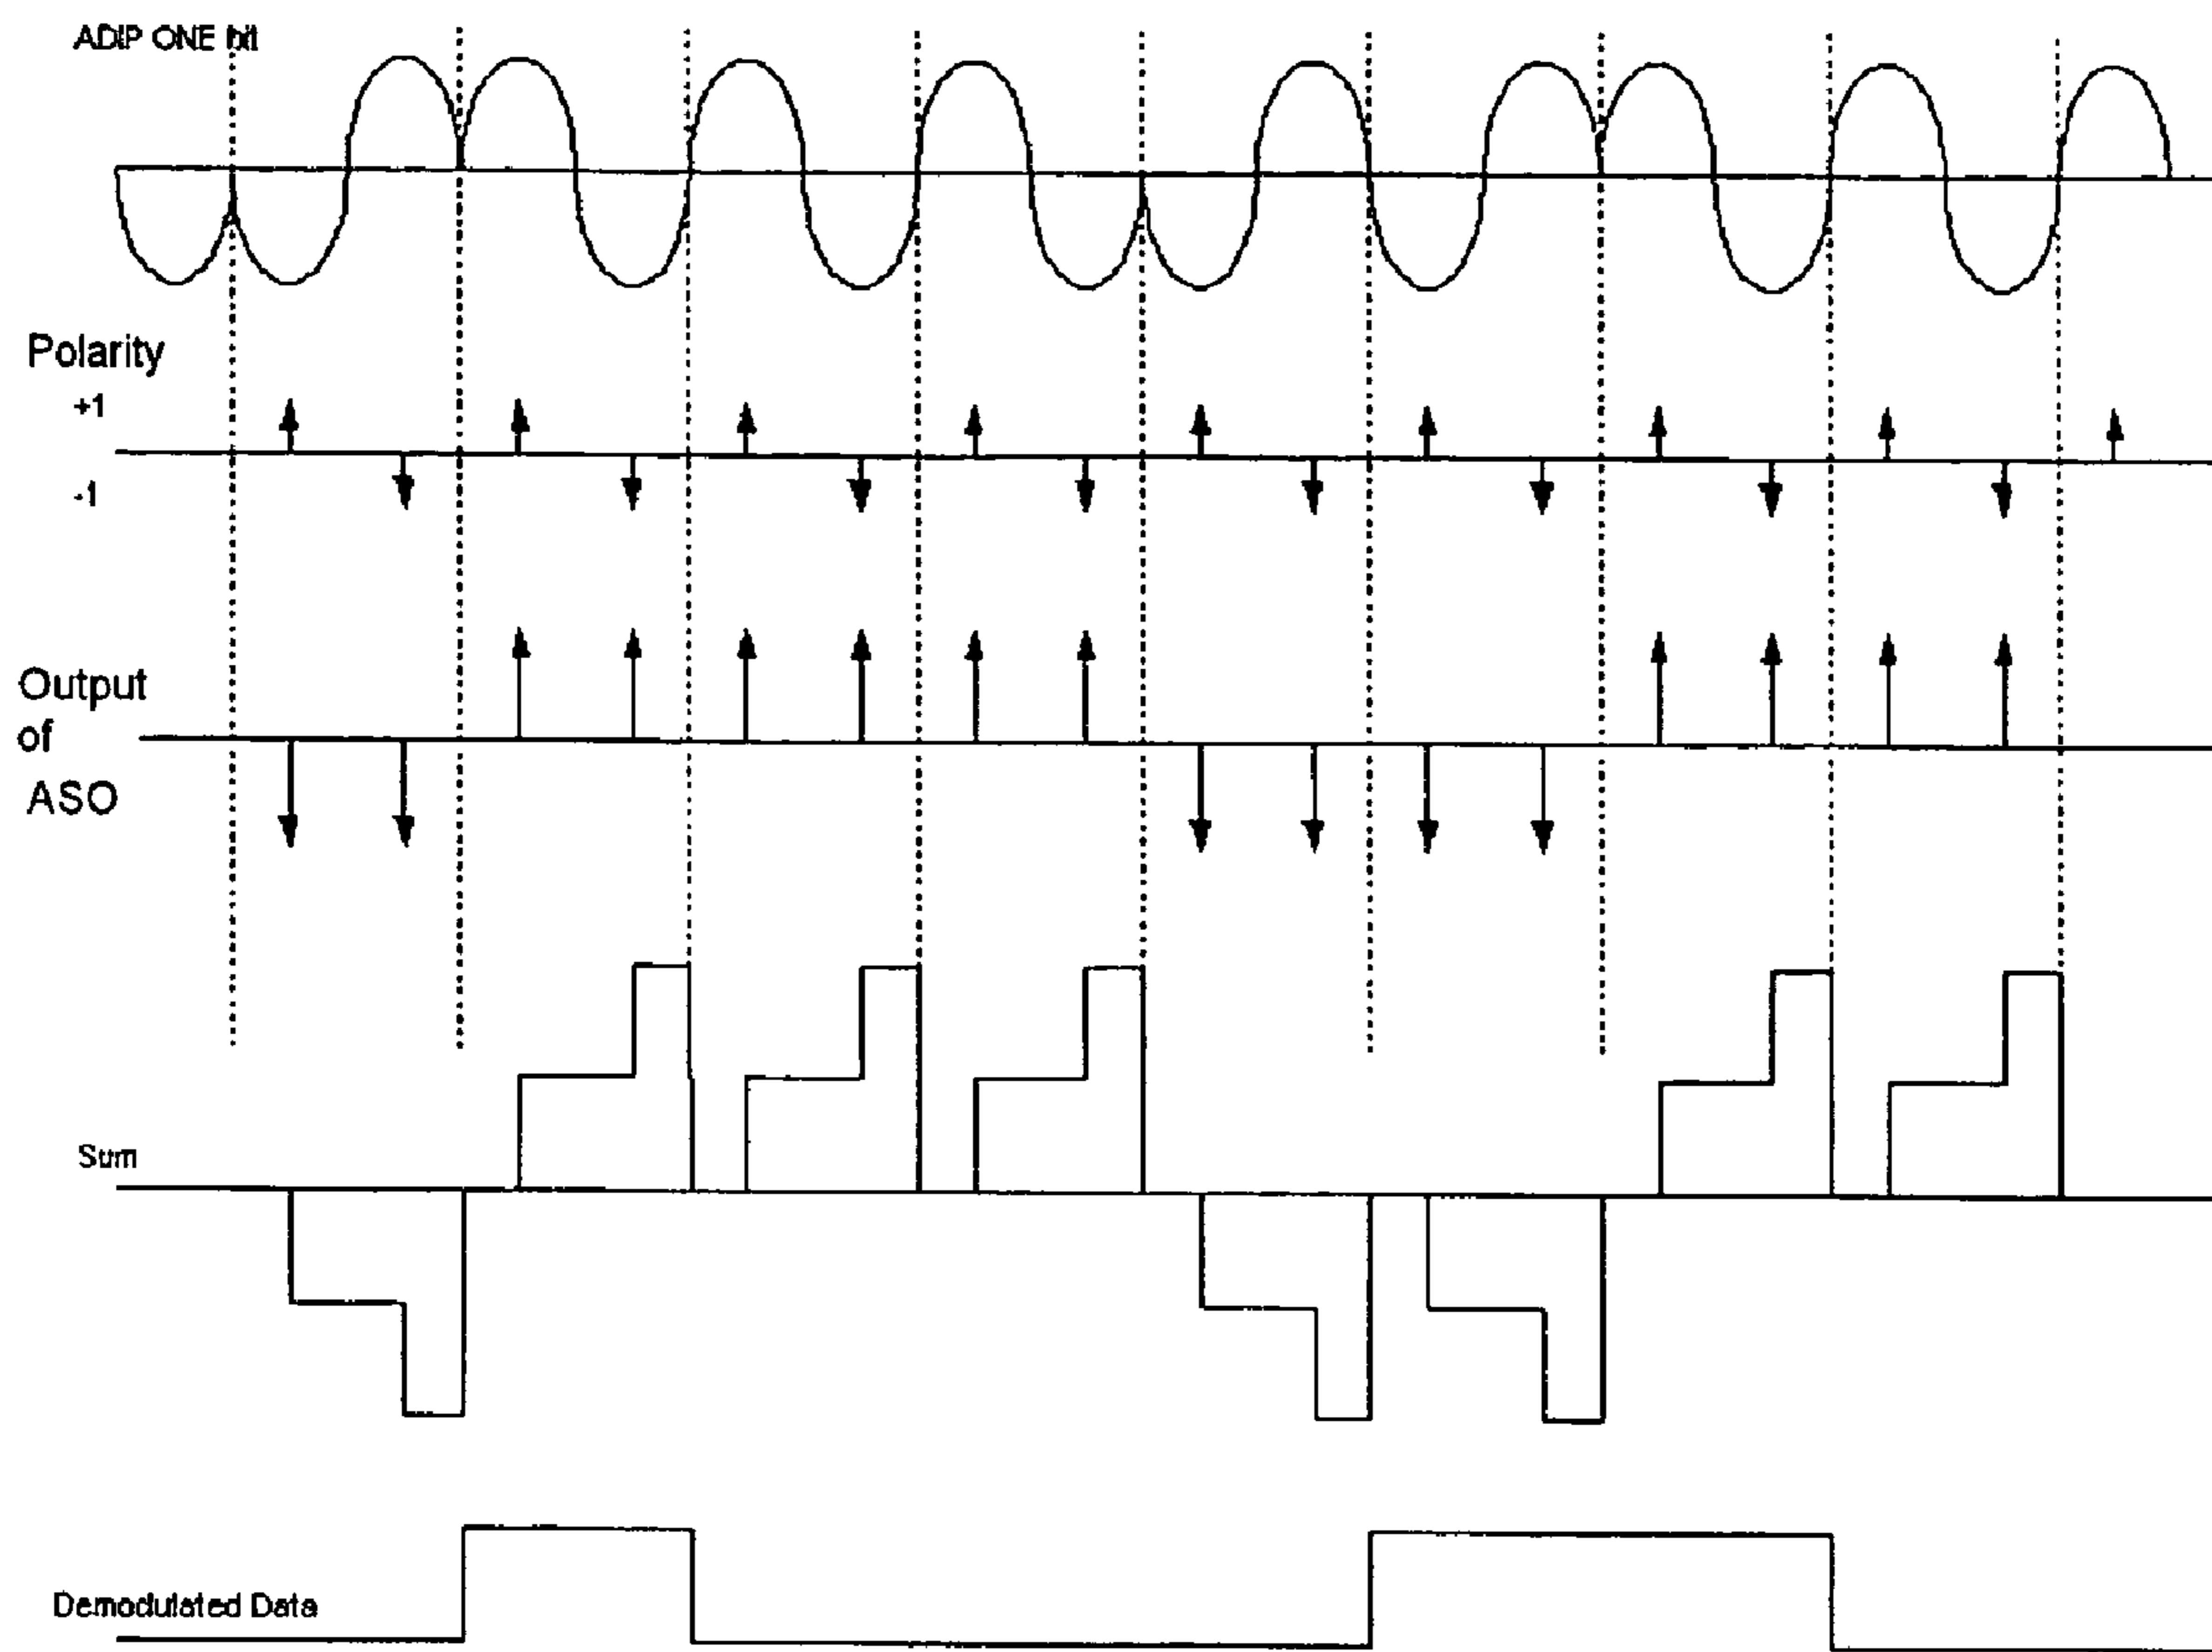 ADIP ONE bit
Polarity
+1
-1
Output
of
ASO
Sum
Demodulated Data